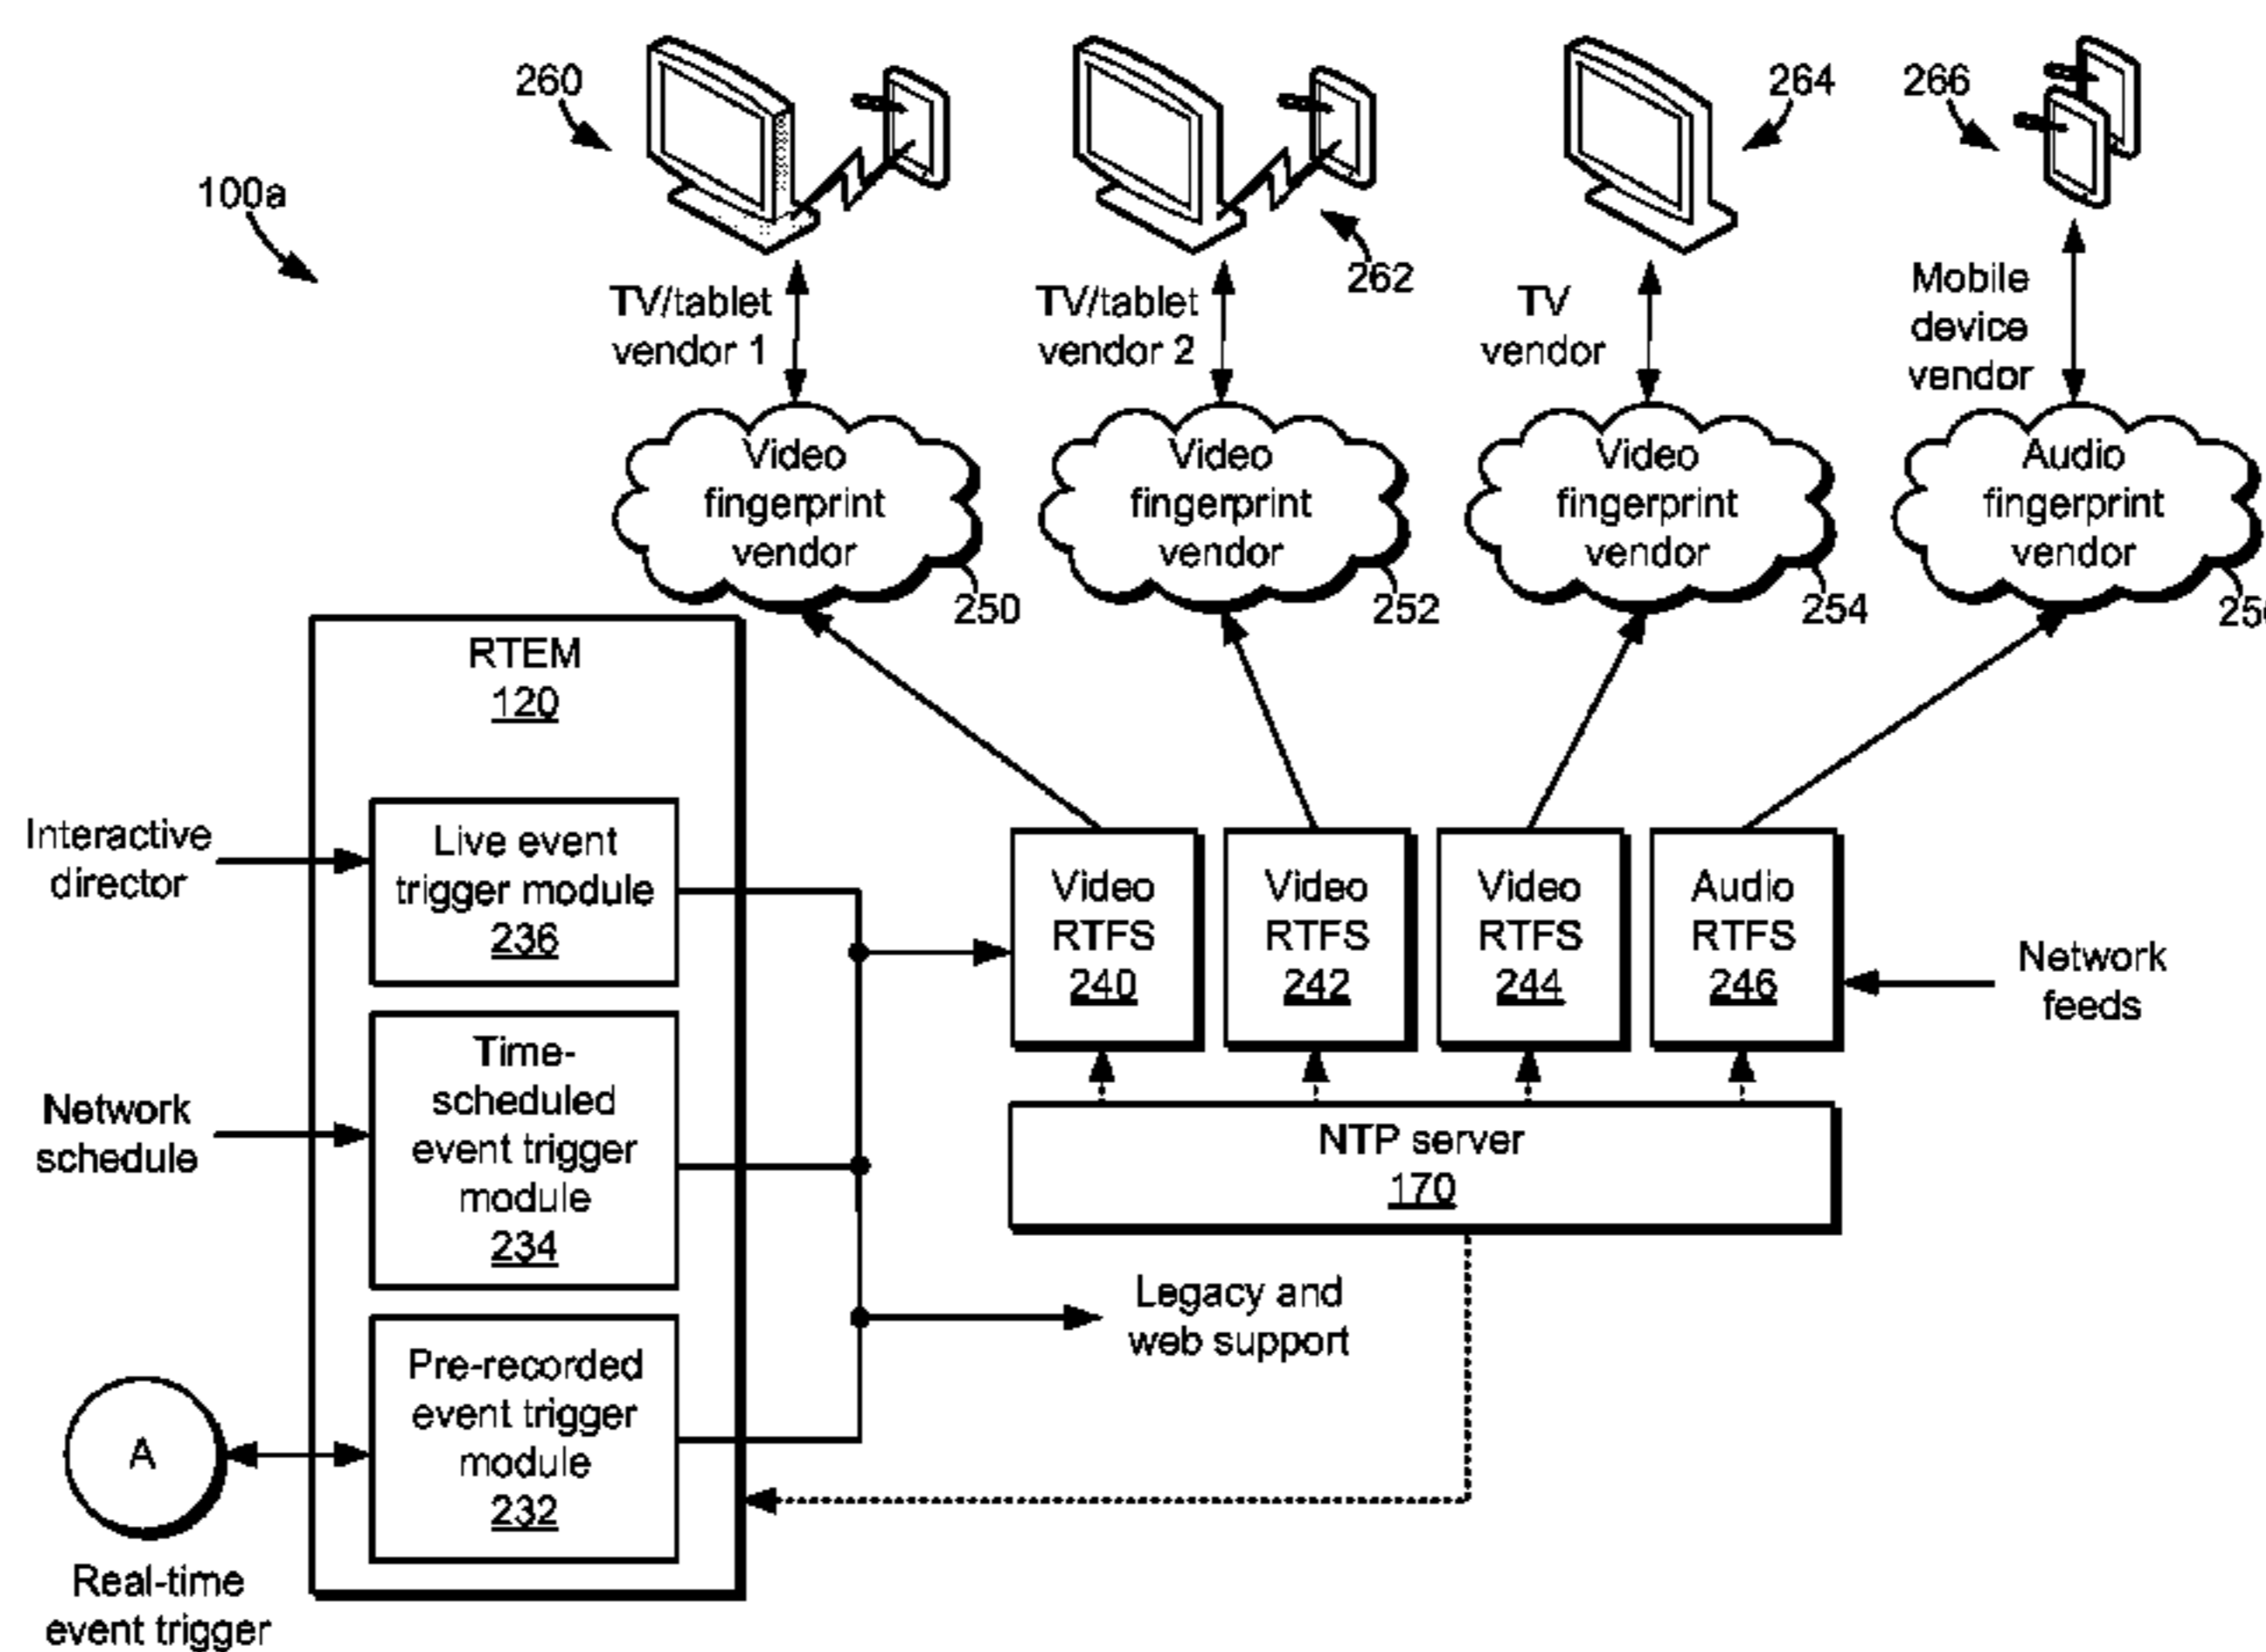 260
264
266
100a
262
TV/tablet
vendor 1
TV/tablet
vendor 2
TV
vendor
Mobile
device
vendor
Video
fingerprint
vendor
250
Video
fingerprint
vendor
252
Video
fingerprint
vendor
254
Audio
fingerprint
vendor
RTEM
120
Interactive
director
Live event
trigger module
236
Network
schedule
Time-
scheduled
event trigger
module
234
A
Real-time
event trigger
Pre-recorded
event trigger
module
232
Video
RTFS
240
Video
RTFS
242
Video
RTFS
244
Audio
RTFS
246
Network
feeds
NTP server
170
Legacy and
web support